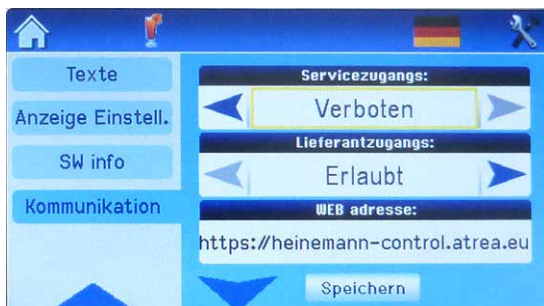 Texte
Anzeige Einstell.
SW info
Kommunikation
Servicezugangs:
Verboten
Lieferantzugangs:
Erlaubt
WEB adresse:
https://heinemann-control.atrea.eu
Speichern